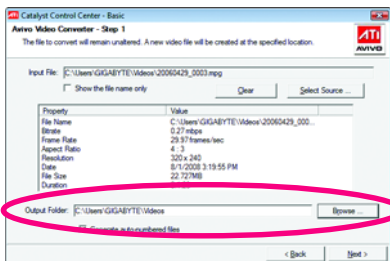 ATI Catalyst Control Center - Basic
Avivo Video Converter - Step 1
The file to convert will remain unaltered. A new video file will be created at the specified location.
ATI
AVIVO
Input File: C:\Users\GIGABYTE\Videos\20060429_0003.mpg
Show the file name only
Clear
Select Source ...
Property Value
File Name C:\Users\GIGABYTE\Videos\20060429_000...
Bitrate 0.27 mbps
Frame Rate 29.97 frames/sec
Aspect Ratio 4 : 3
Resolution 320 x 240
Date 8/1/2008 3:19:55 PM
File Size 22.727MB
Duration
Output Folder: C:\Users\GIGABYTE\Videos
Browse ...
Generate auto-numbered files
< Back
Next >